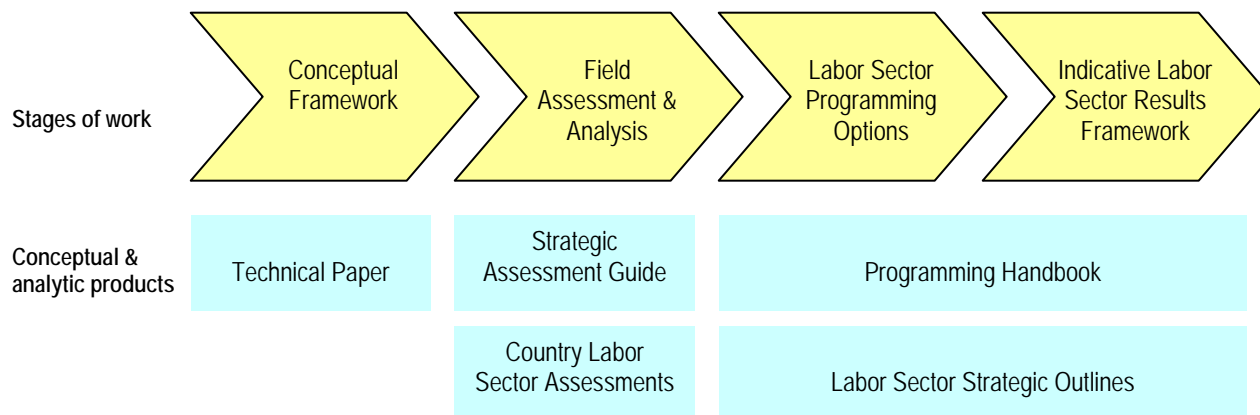 Stages of work
Conceptual
Framework
Field
Assessment &
Analysis
Labor Sector
Programming
Options
Indicative Labor
Sector Results
Framework
Conceptual &
analytic products
Technical Paper
Strategic
Assessment Guide
Programming Handbook
Country Labor
Sector Assessments
Labor Sector Strategic Outlines